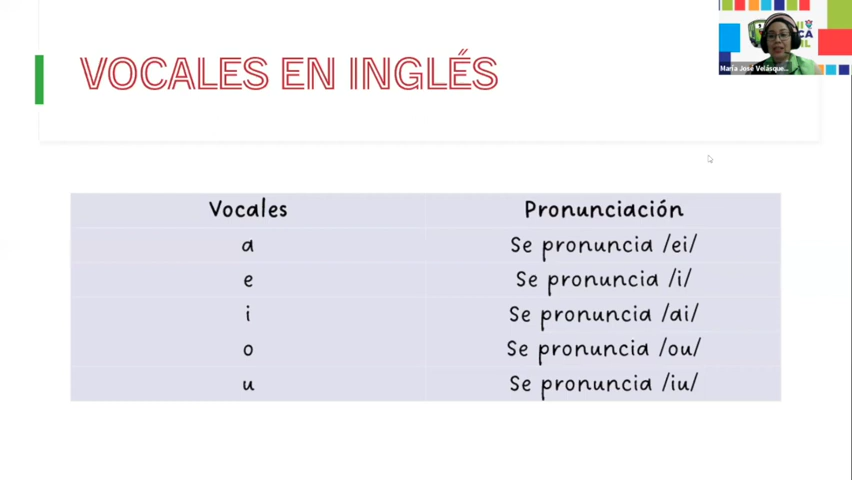 VOCALES EN INGLÉS
María José Velásque...
Vocales Pronunciación
a Se pronuncia /ei/
e Se pronuncia /i/
i Se pronuncia /ai/
o Se pronuncia /ou/
u Se pronuncia /iu/